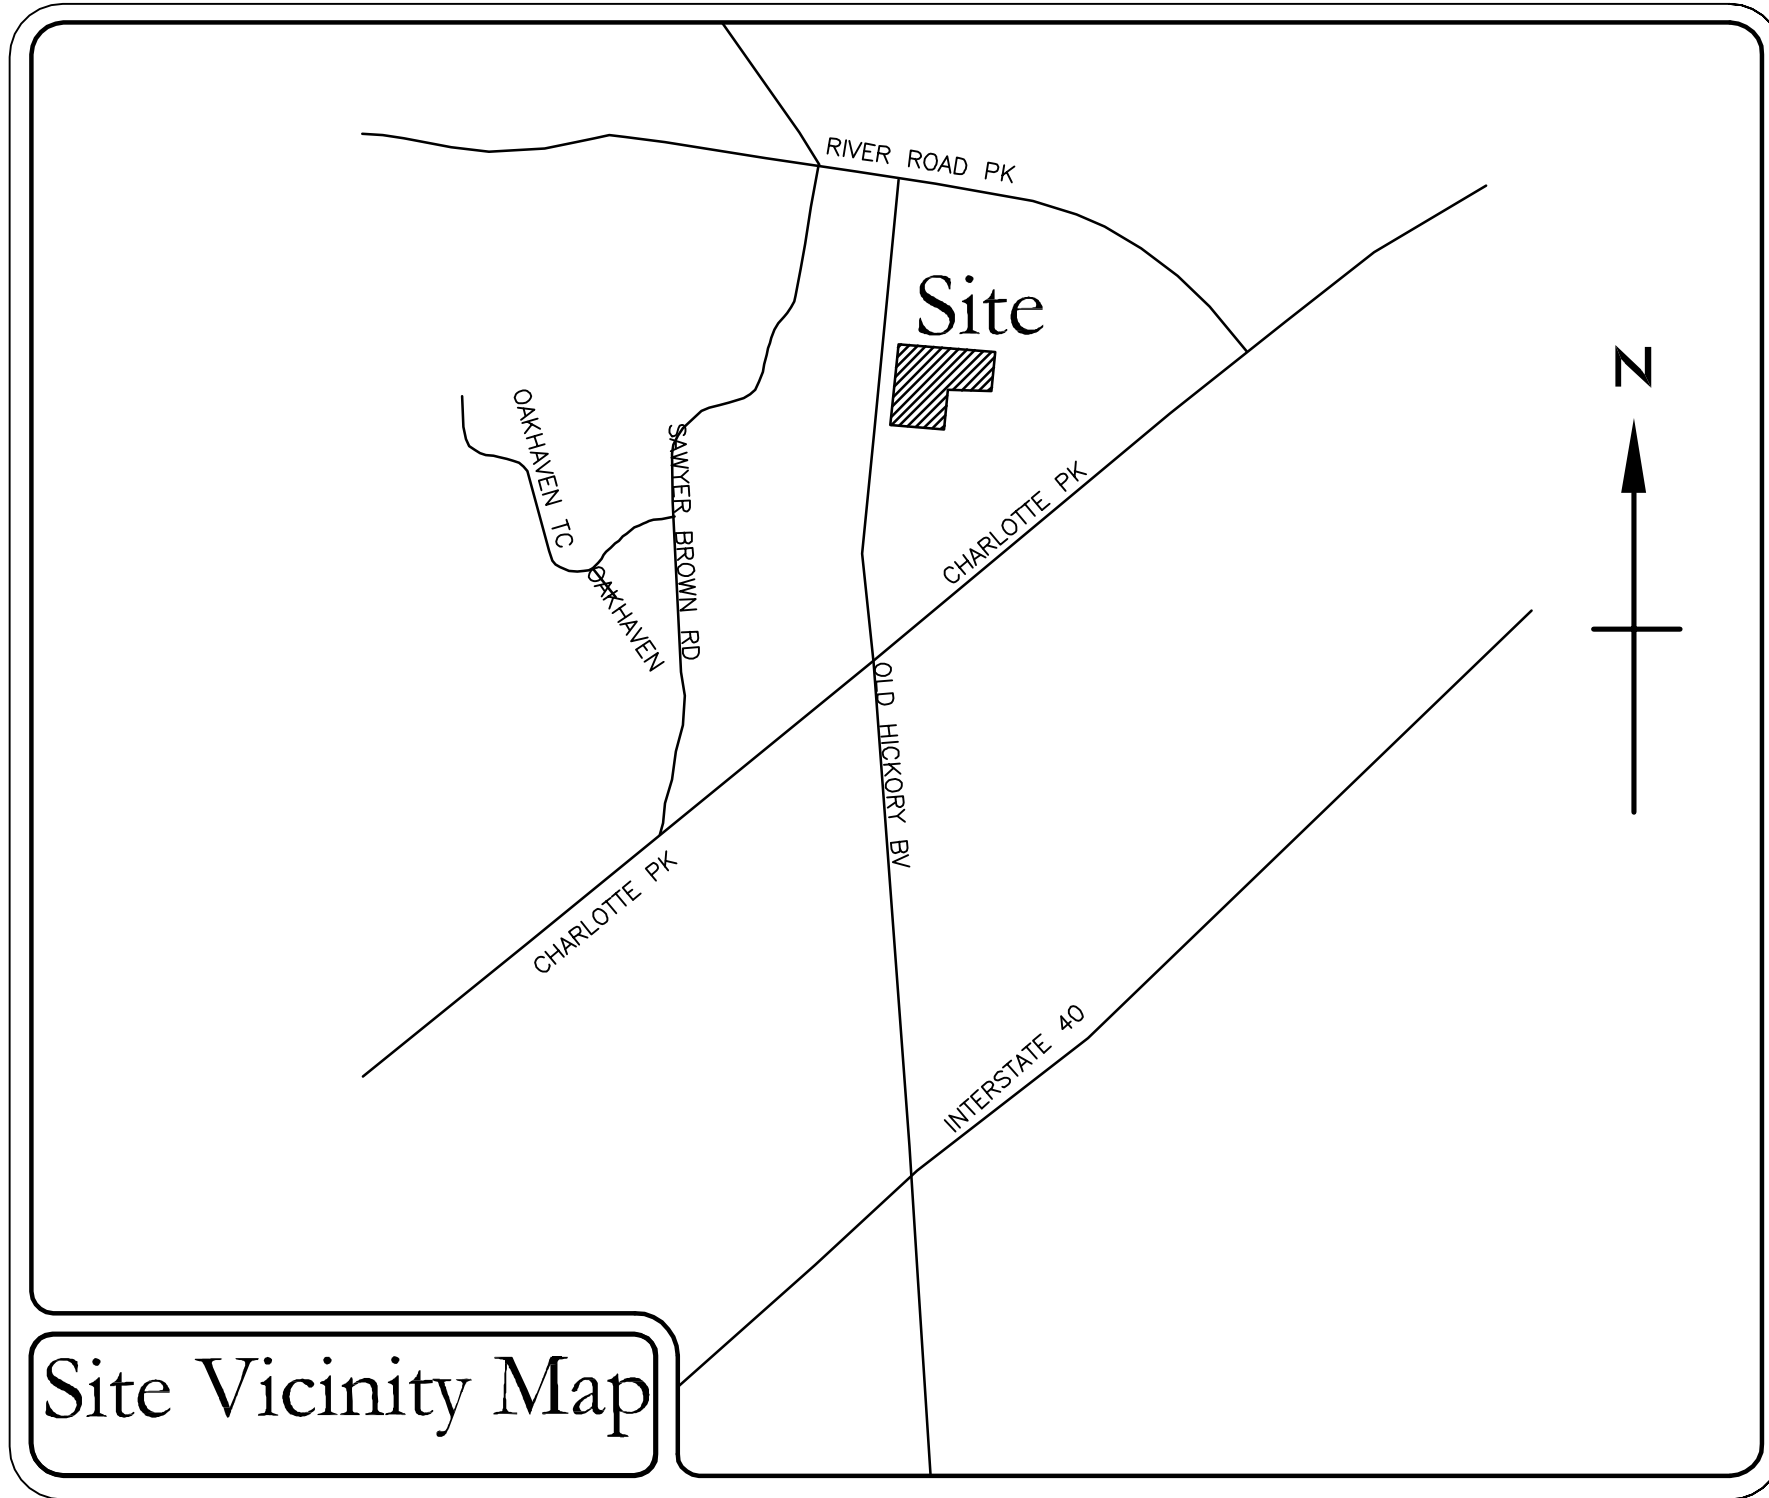 RIVER ROAD PK
Site
N
OAKHAVEN TC
SAWYER BROWN RD
CHARLOTTE PK
OAKHAVEN
OLD HICKORY BV
CHARLOTTE PK
INTERSTATE 40
Site Vicinity Map